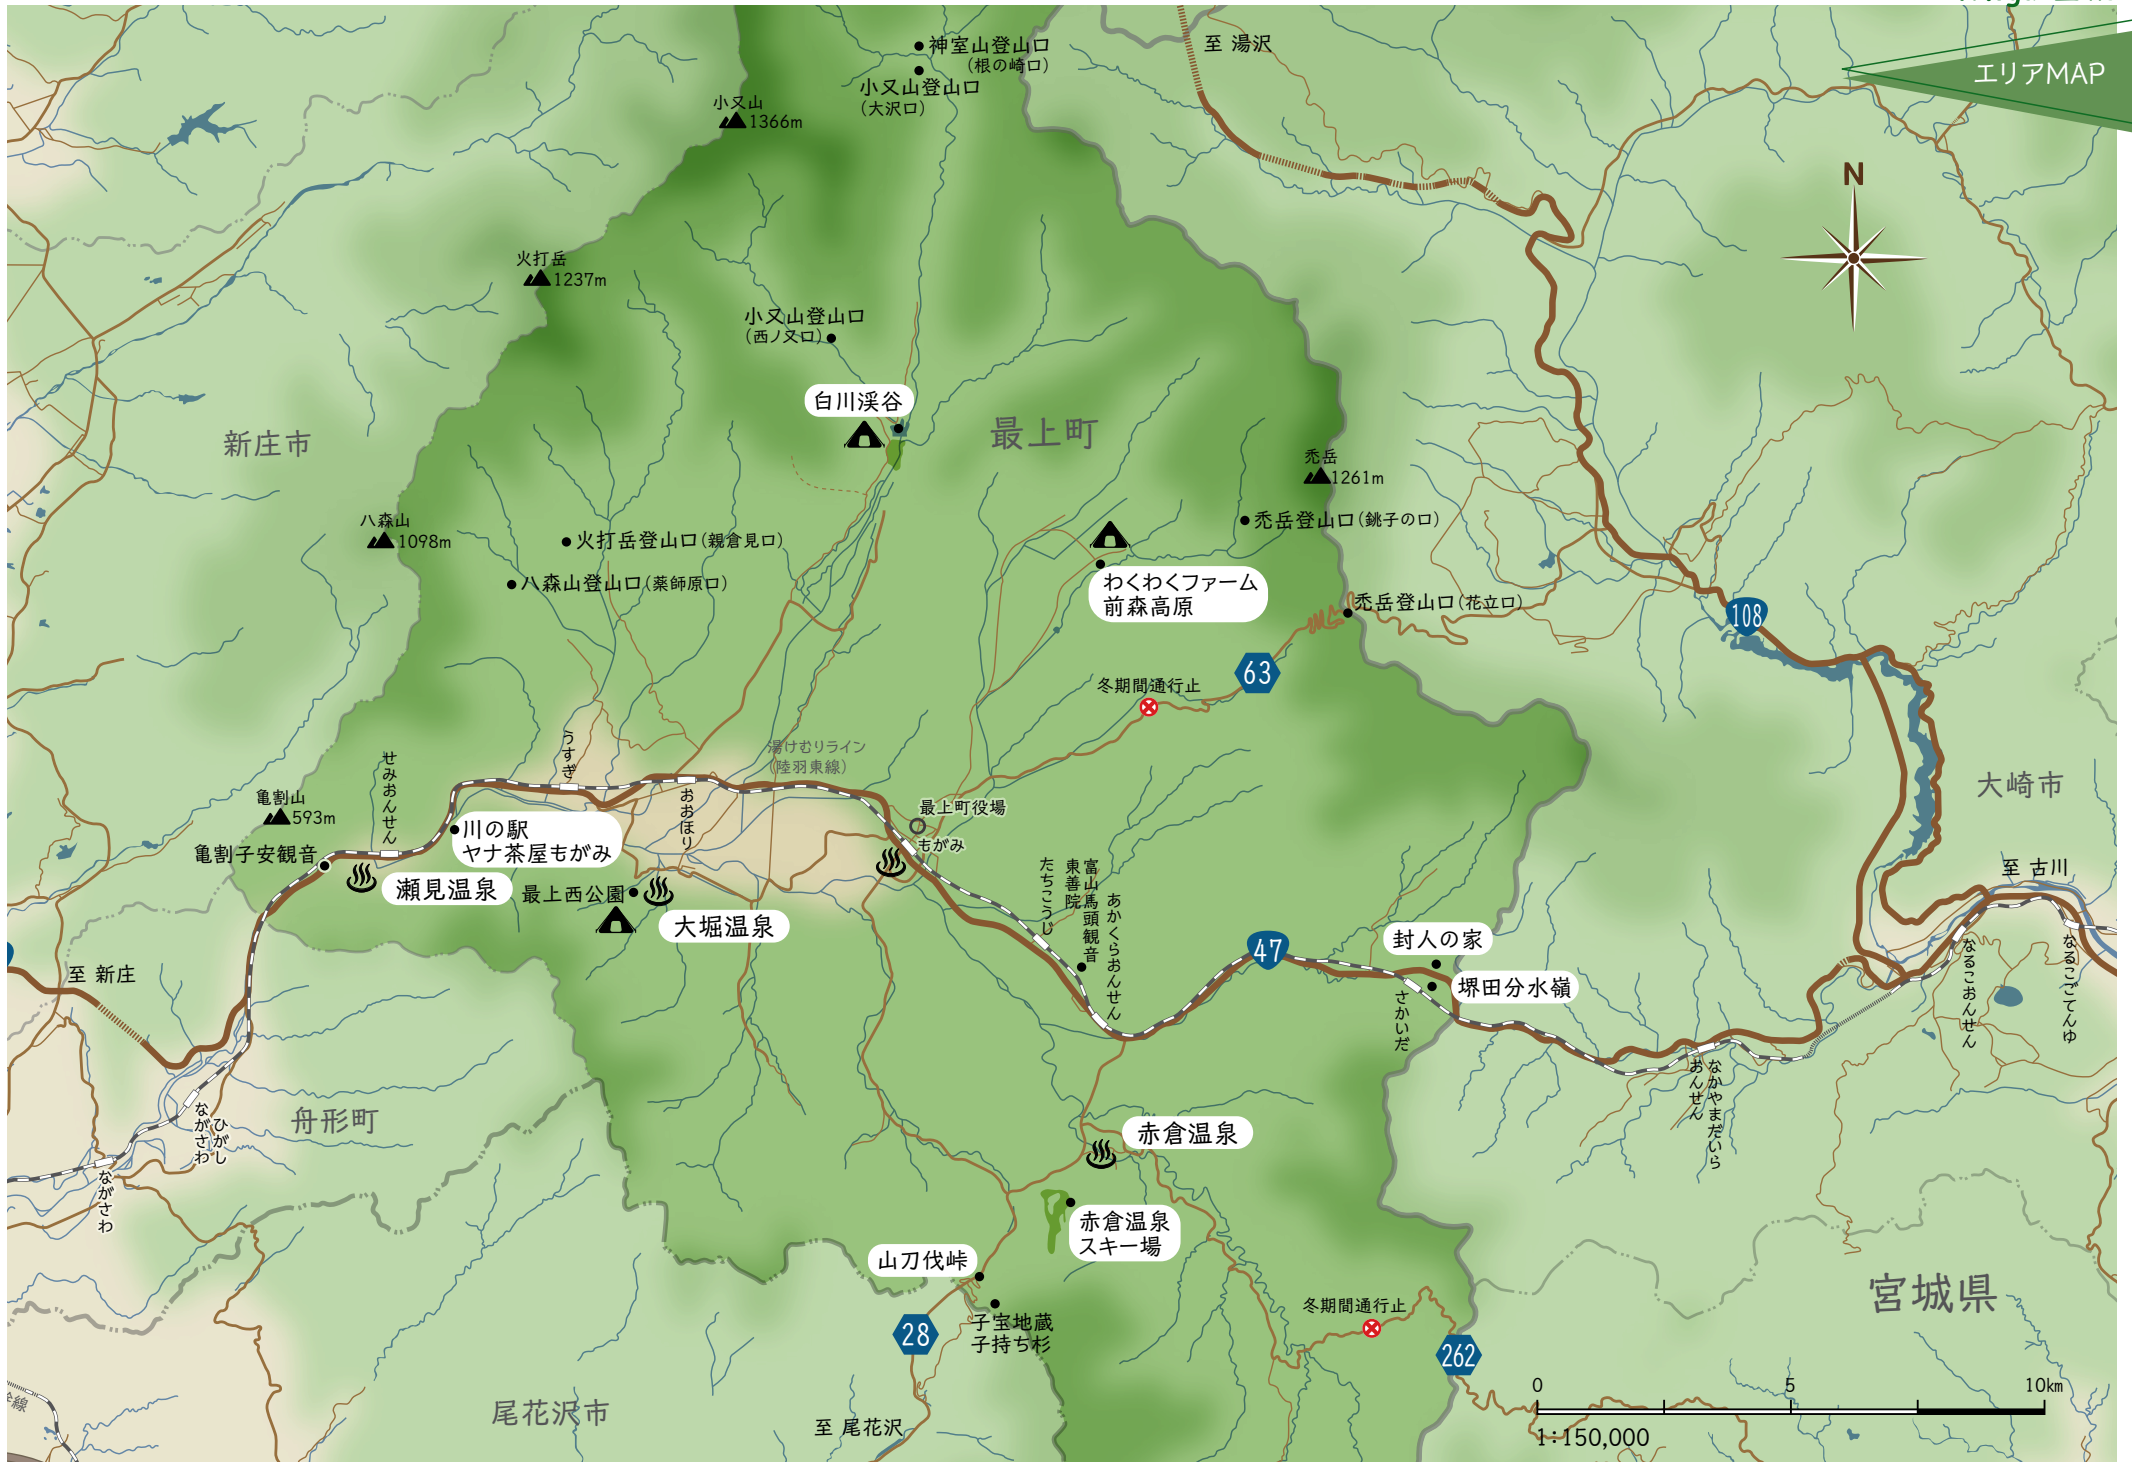 エリアMAP
至 湯沢
神室山登山口
(根の崎口)
小又山登山口
(大沢口)
小又山
1366m
N
火打岳
1237m
小又山登山口
(西ノ又口)
白川渓谷
最上町
新庄市
禿岳
1261m
禿岳登山口(銚子の口)
八森山
1098m
火打岳登山口(親倉見口)
八森山登山口(薬師原口)
わくわくファーム
前森高原
禿岳登山口(花立口)
108
63
冬期間通行止
湯けむりライン
(陸羽東線)
うすぎ
せみおんせん
おおほり
大崎市
亀割山
593m
最上町役場
もがみ
川の駅
ヤナ茶屋もがみ
亀割子安観音
瀬見温泉
最上西公園
大堀温泉
たちこうじ
富山馬頭観音
東善院
あかくらおんせん
47
封人の家
堺田分水嶺
さかいだ
至 古川
なるこおんせん
なるごてんゆ
なかやまだいら
おんせん
至 新庄
舟形町
ひがし
ながさわ
ながさわ
赤倉温泉
赤倉温泉
スキー場
山刀伐峠
子宝地蔵
子持ち杉
28
冬期間通行止
262
宮城県
尾花沢市
至 尾花沢
0
5
10km
1:150,000